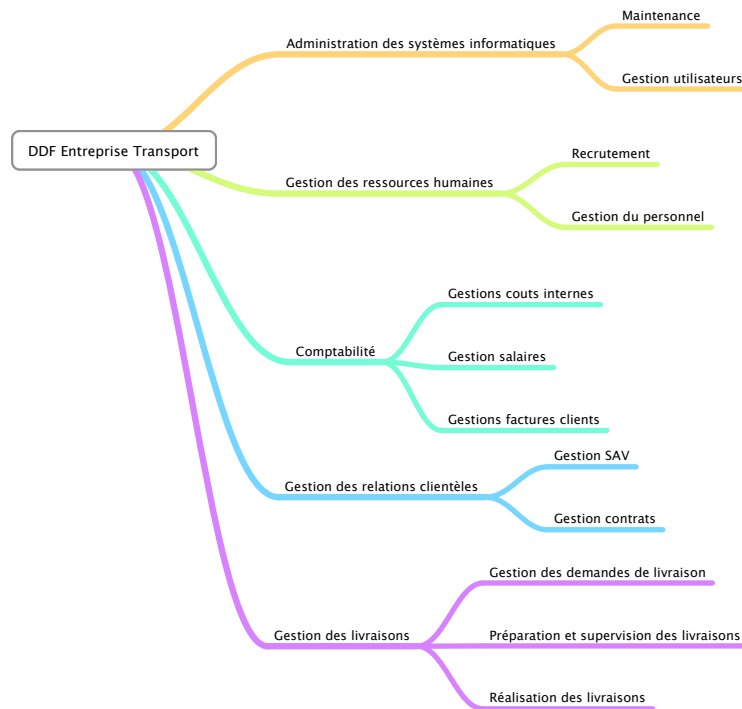 DDF Entreprise Transport
Administration des systèmes informatiques
Maintenance
Gestion utilisateurs
Gestion des ressources humaines
Recrutement
Gestion du personnel
Comptabilité
Gestions couts internes
Gestion salaires
Gestions factures clients
Gestion des relations clientèles
Gestion SAV
Gestion contrats
Gestion des livraisons
Gestion des demandes de livraison
Préparation et supervision des livraisons
Réalisation des livraisons